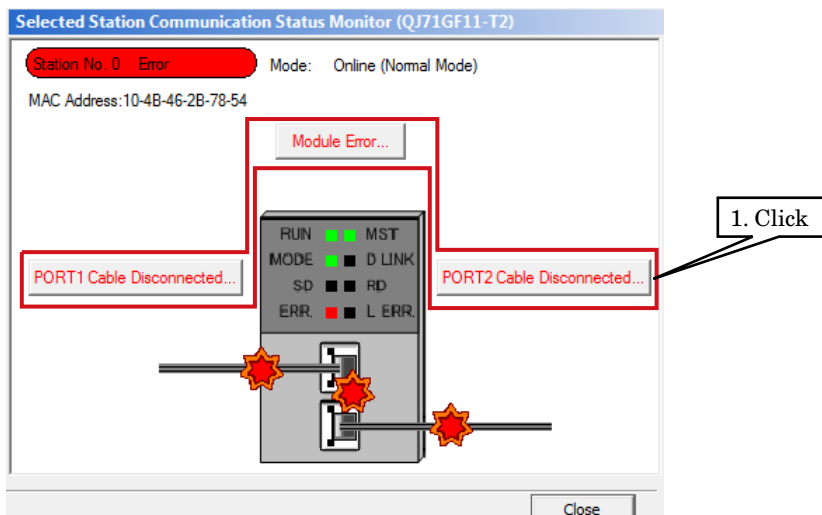 Selected Station Communication Status Monitor (QJ71GF11-T2)
Station No. 0 Error
Mode: Online (Normal Mode)
MAC Address:10-4B-46-2B-78-54
Module Error...
1. Click
RUN MST
MODE D LINK
SD RD
ERR. L ERR.
PORT1 Cable Disconnected...
PORT2 Cable Disconnected...
Close